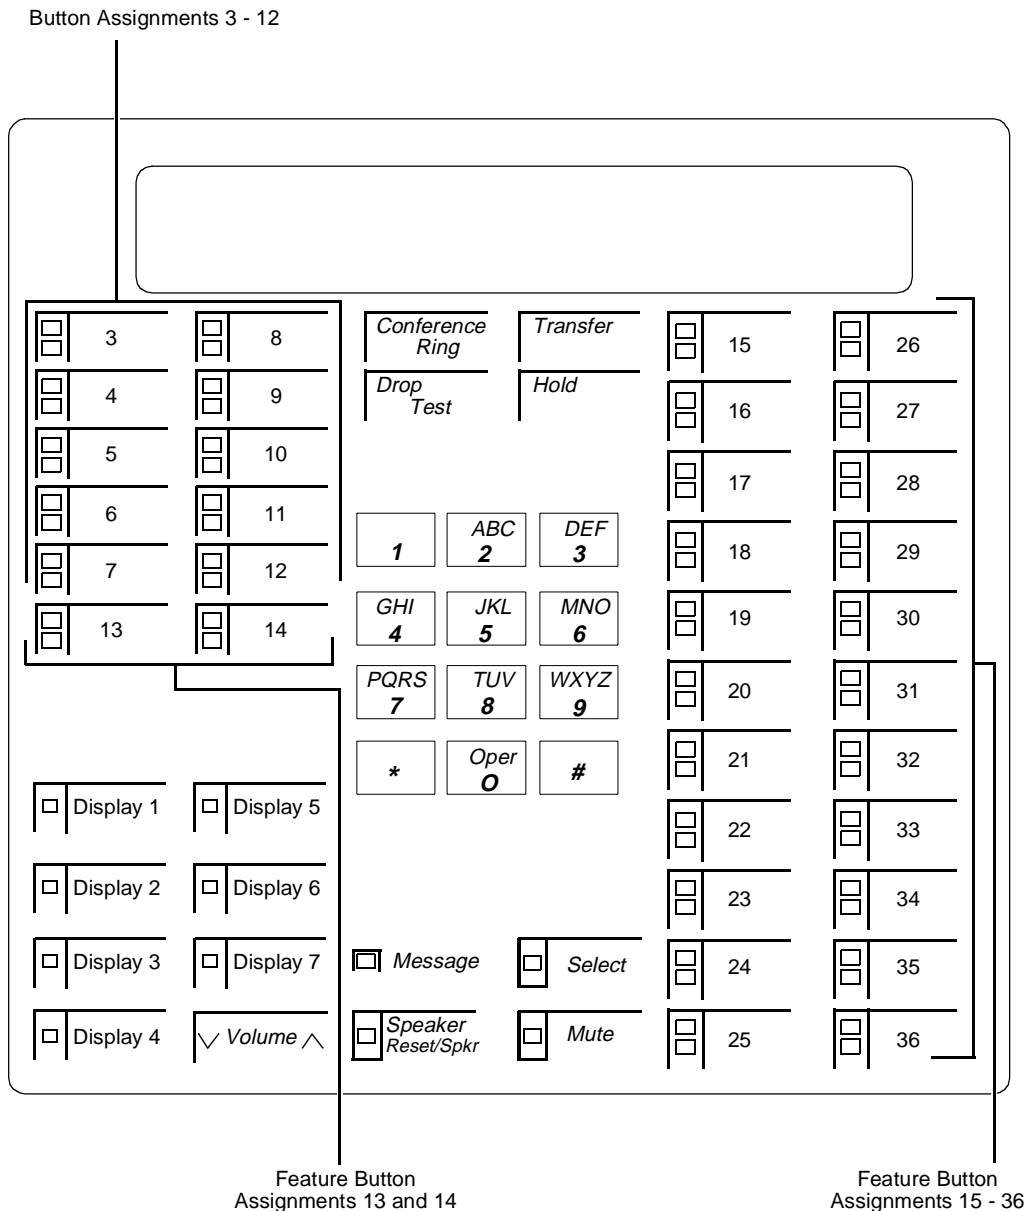 Button Assignments 3 - 12
3
8
4
9
5
10
6
11
7
12
13
14
Conference
Ring
Transfer
Drop
Test
Hold
1
ABC
2
DEF
3
GHI
4
JKL
5
MNO
6
PQRS
7
TUV
8
WXYZ
9
*
Oper
O
#
15
26
16
27
17
28
18
29
19
30
20
31
21
32
22
33
23
34
24
35
25
36
Display 1
Display 5
Display 2
Display 6
Display 3
Display 7
Display 4
Volume
Message
Select
Speaker
Reset/Spkr
Mute
Feature Button
Assignments 13 and 14
Feature Button
Assignments 15 - 36